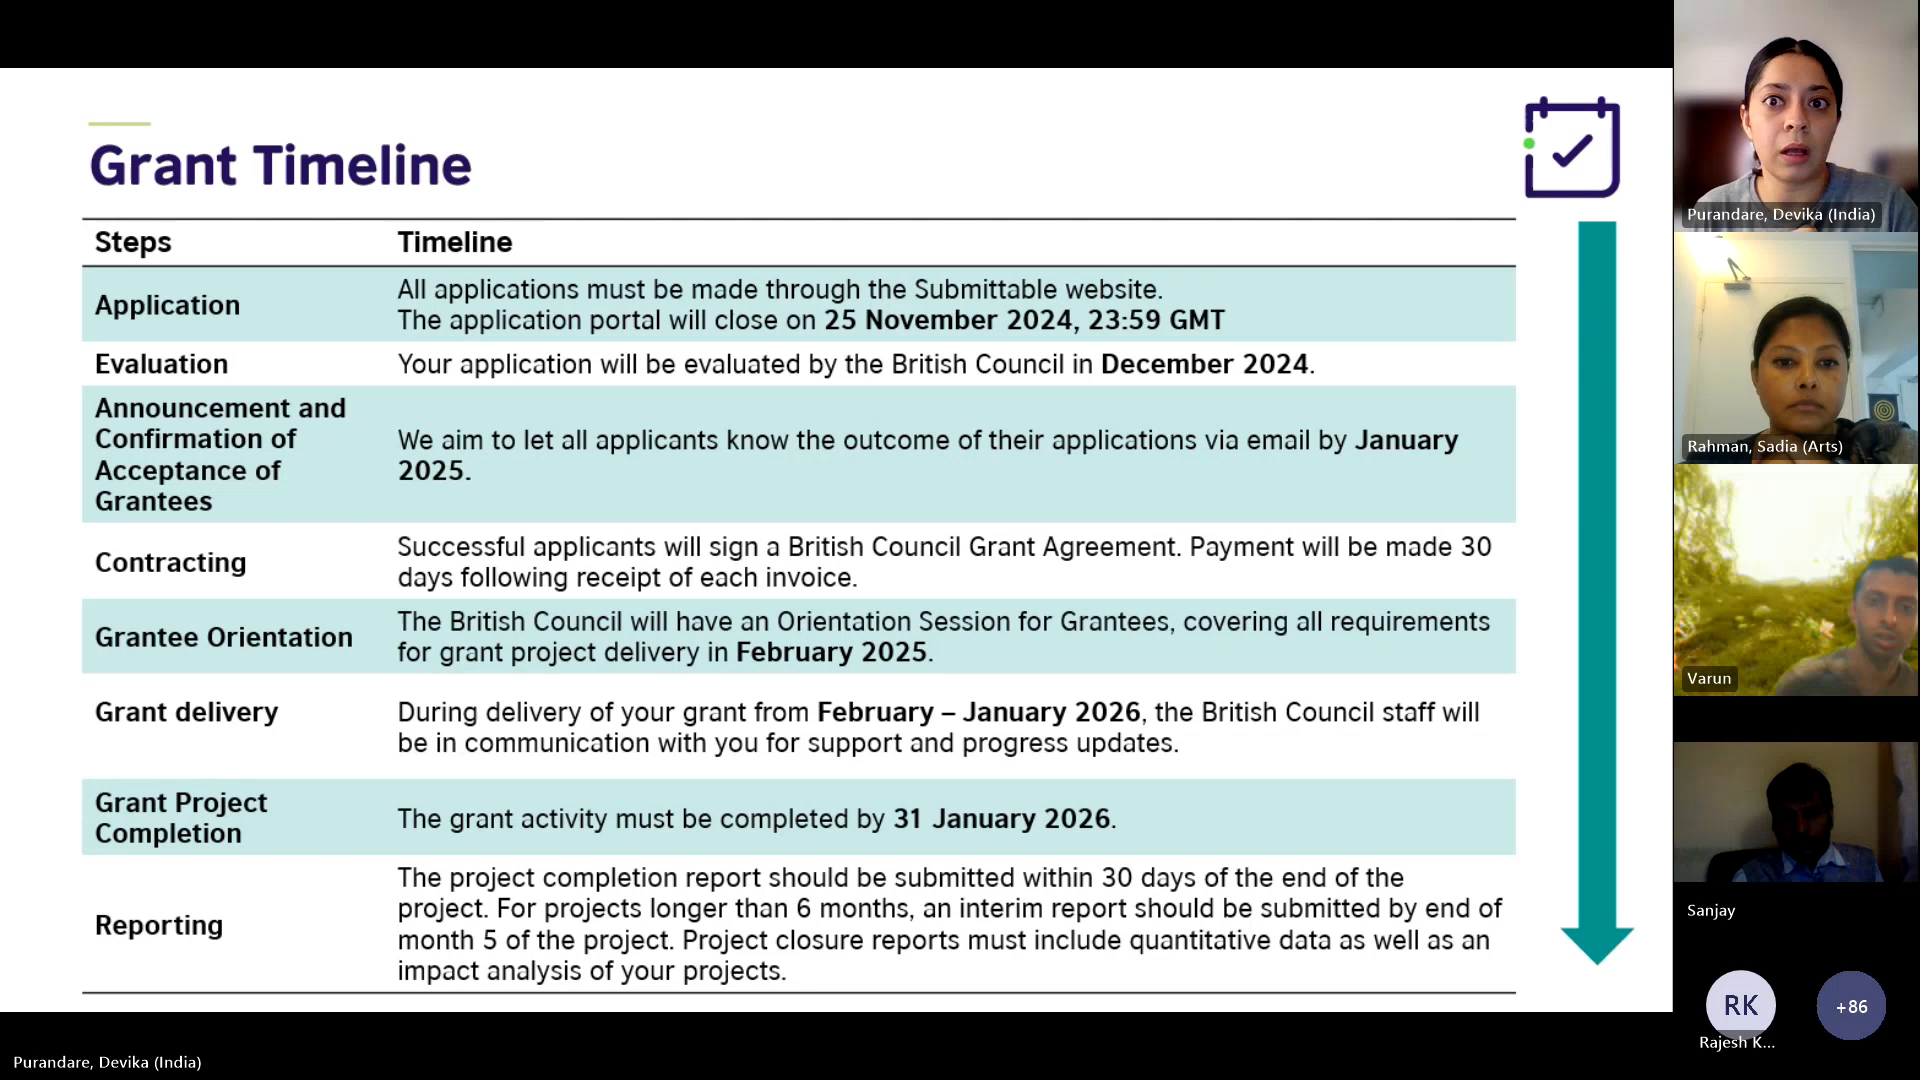 Grant Timeline
Steps
Timeline
Application
All applications must be made through the Submittable website.
The application portal will close on 25 November 2024, 23:59 GMT
Evaluation
Your application will be evaluated by the British Council in December 2024.
Announcement and
Confirmation of
Acceptance of
Grantees
We aim to let all applicants know the outcome of their applications via email by January
2025.
Contracting
Successful applicants will sign a British Council Grant Agreement. Payment will be made 30
days following receipt of each invoice.
Grantee Orientation
The British Council will have an Orientation Session for Grantees, covering all requirements
for grant project delivery in February 2025.
Grant delivery
During delivery of your grant from February – January 2026, the British Council staff will
be in communication with you for support and progress updates.
Grant Project
Completion
The grant activity must be completed by 31 January 2026.
Reporting
The project completion report should be submitted within 30 days of the end of the
project. For projects longer than 6 months, an interim report should be submitted by end of
month 5 of the project. Project closure reports must include quantitative data as well as an
impact analysis of your projects.
Purandare, Devika (India)
Rahman, Sadia (Arts)
Varun
Sanjay
RK
+86
Rajesh K...
Purandare, Devika (India)